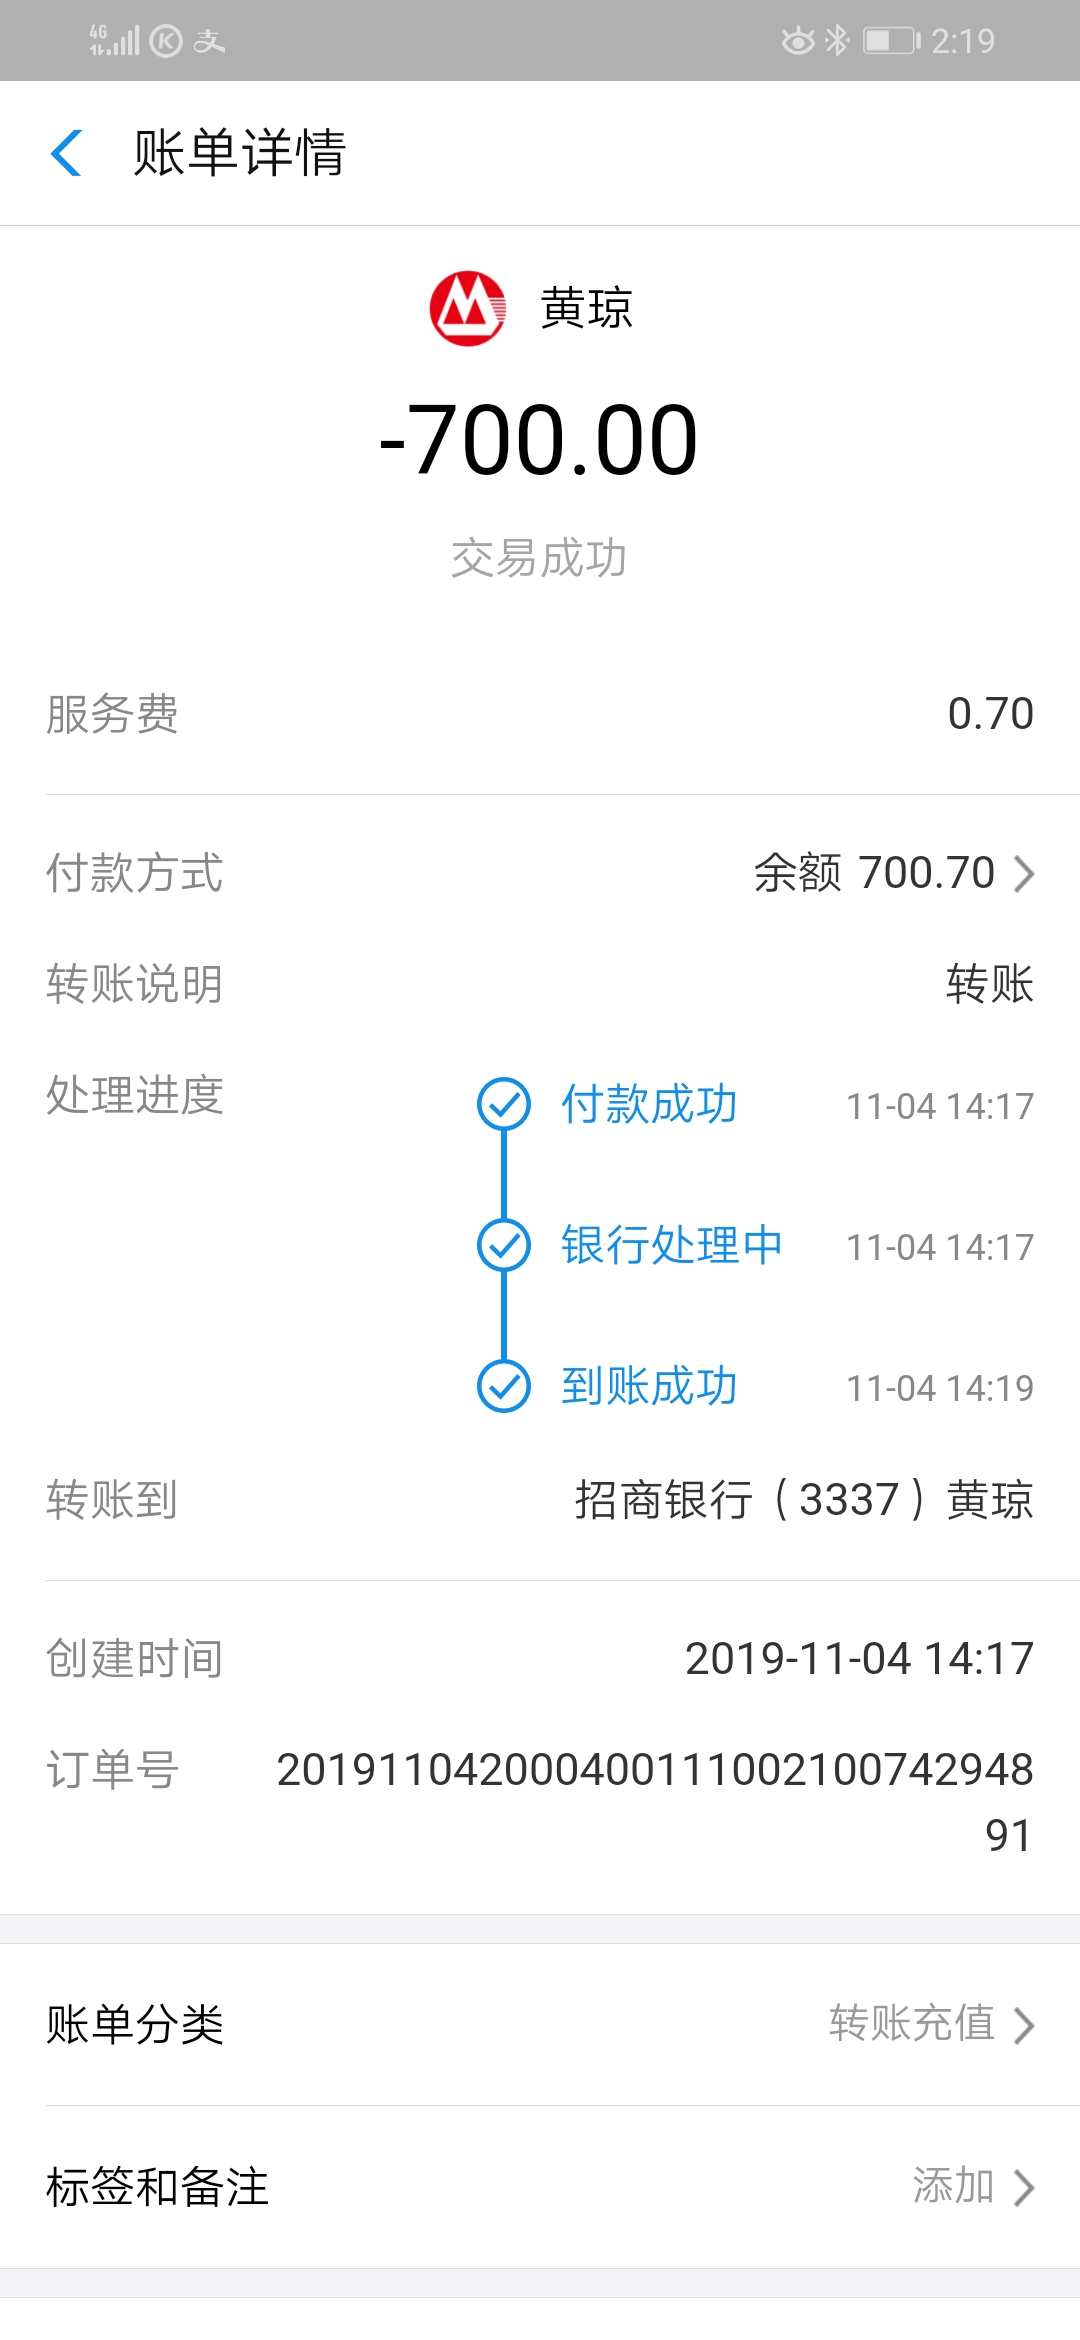 4G 2:19
账单详情
黄琼
-700.00
交易成功
服务费 0.70
付款方式 余额 700.70
转账说明 转账
处理进度 付款成功 11-04 14:17
银行处理中 11-04 14:17
到账成功 11-04 14:19
转账到 招商银行（3337）黄琼
创建时间 2019-11-04 14:17
订单号 201911042000400111002100742948
91
账单分类 转账充值
标签和备注 添加